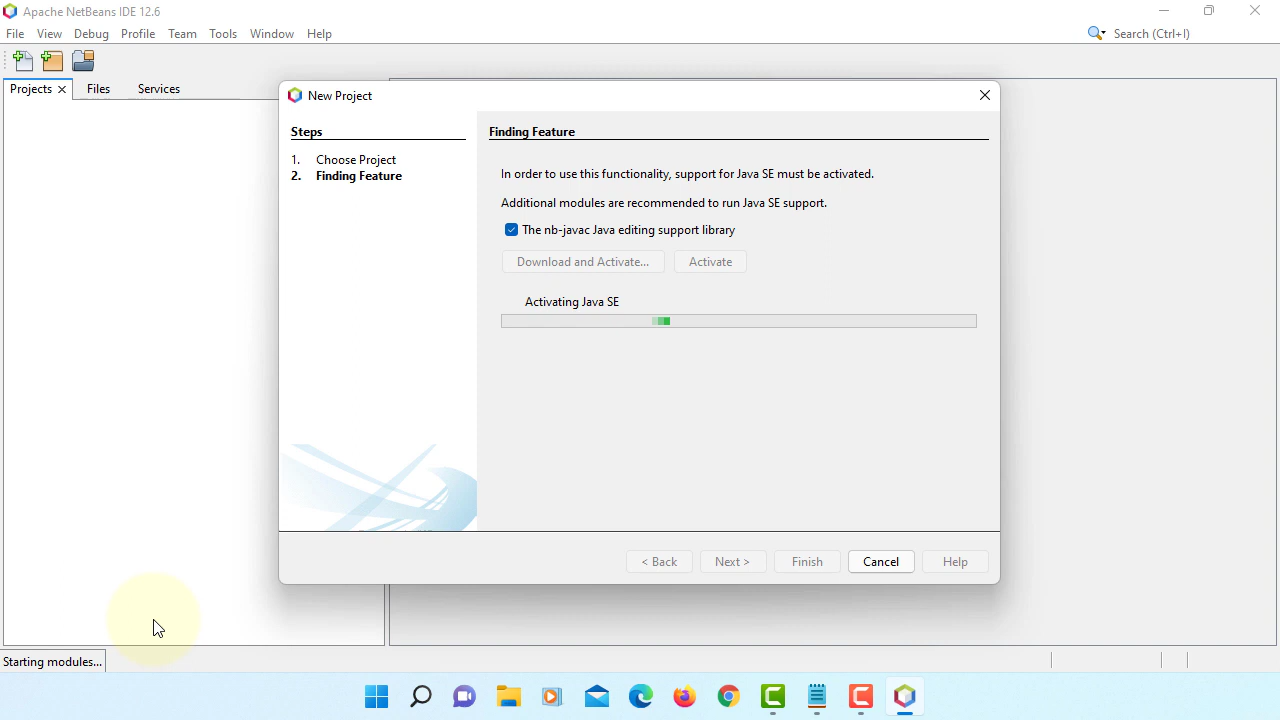 Apache NetBeans IDE 12.6
File View Debug Profile Team Tools Window Help
Search (Ctrl+I)
Projects Files Services
New Project
Steps
1. Choose Project
2. Finding Feature
Finding Feature
In order to use this functionality, support for Java SE must be activated.
Additional modules are recommended to run Java SE support.
The nb-javac Java editing support library
Download and Activate... Activate
Activating Java SE
< Back Next > Finish Cancel Help
Starting modules...